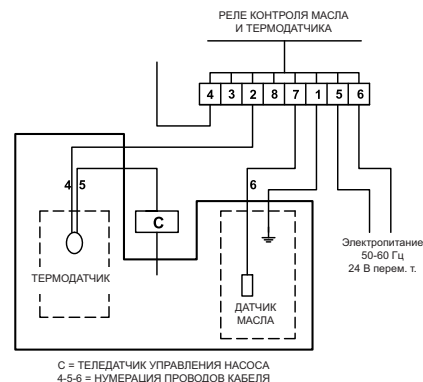 РЕЛЕ КОНТРОЛЯ МАСЛА
И ТЕРМОДАТЧИКА
4 3 2 8 7 1 5 6
4 5
6
C
ТЕРМОДАТЧИК
ДАТЧИК
МАСЛА
Электропитание
50-60 Гц
24 В перем. т.
С = ТЕЛЕДАТЧИК УПРАВЛЕНИЯ НАСОСА
4-5-6 = НУМЕРАЦИЯ ПРОВОДОВ КАБЕЛЯ